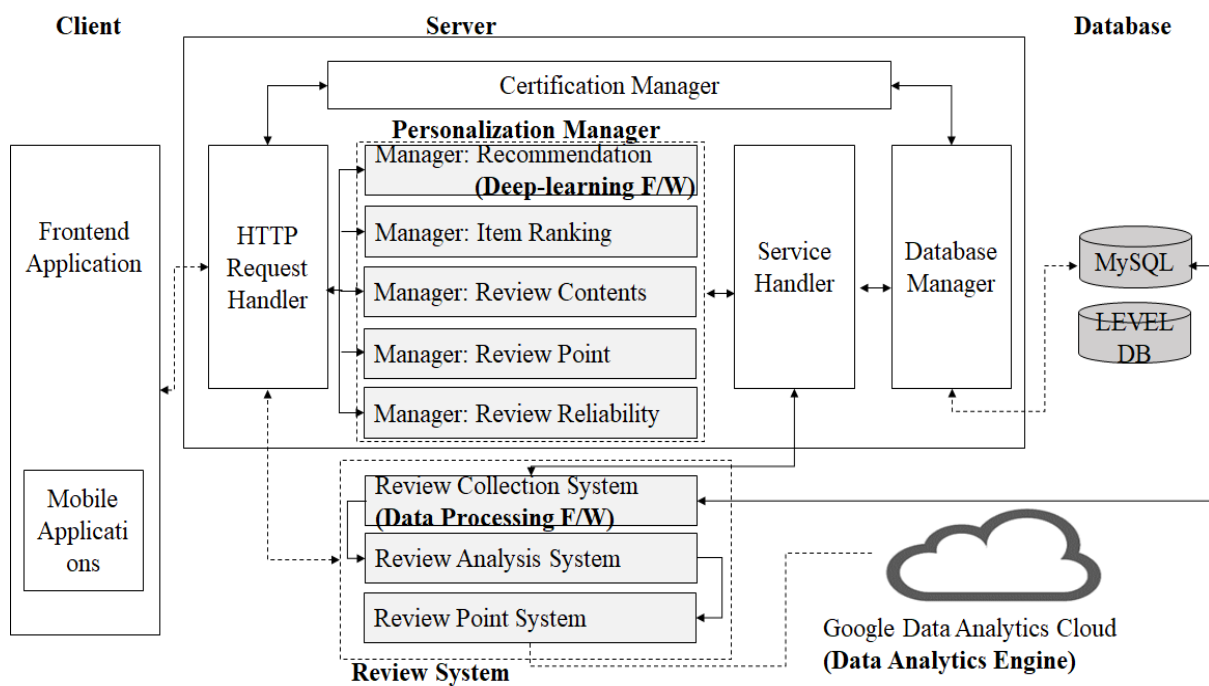 Client
Server
Database
Certification Manager
Personalization Manager
Frontend
Application
Mobile
Applicati
ons
HTTP
Request
Handler
Manager: Recommendation
(Deep-learning F/W)
Manager: Item Ranking
Manager: Review Contents
Manager: Review Point
Manager: Review Reliability
Service
Handler
Database
Manager
MySQL
LEVEL
DB
Review Collection System
(Data Processing F/W)
Review Analysis System
Review Point System
Review System
Google Data Analytics Cloud
(Data Analytics Engine)